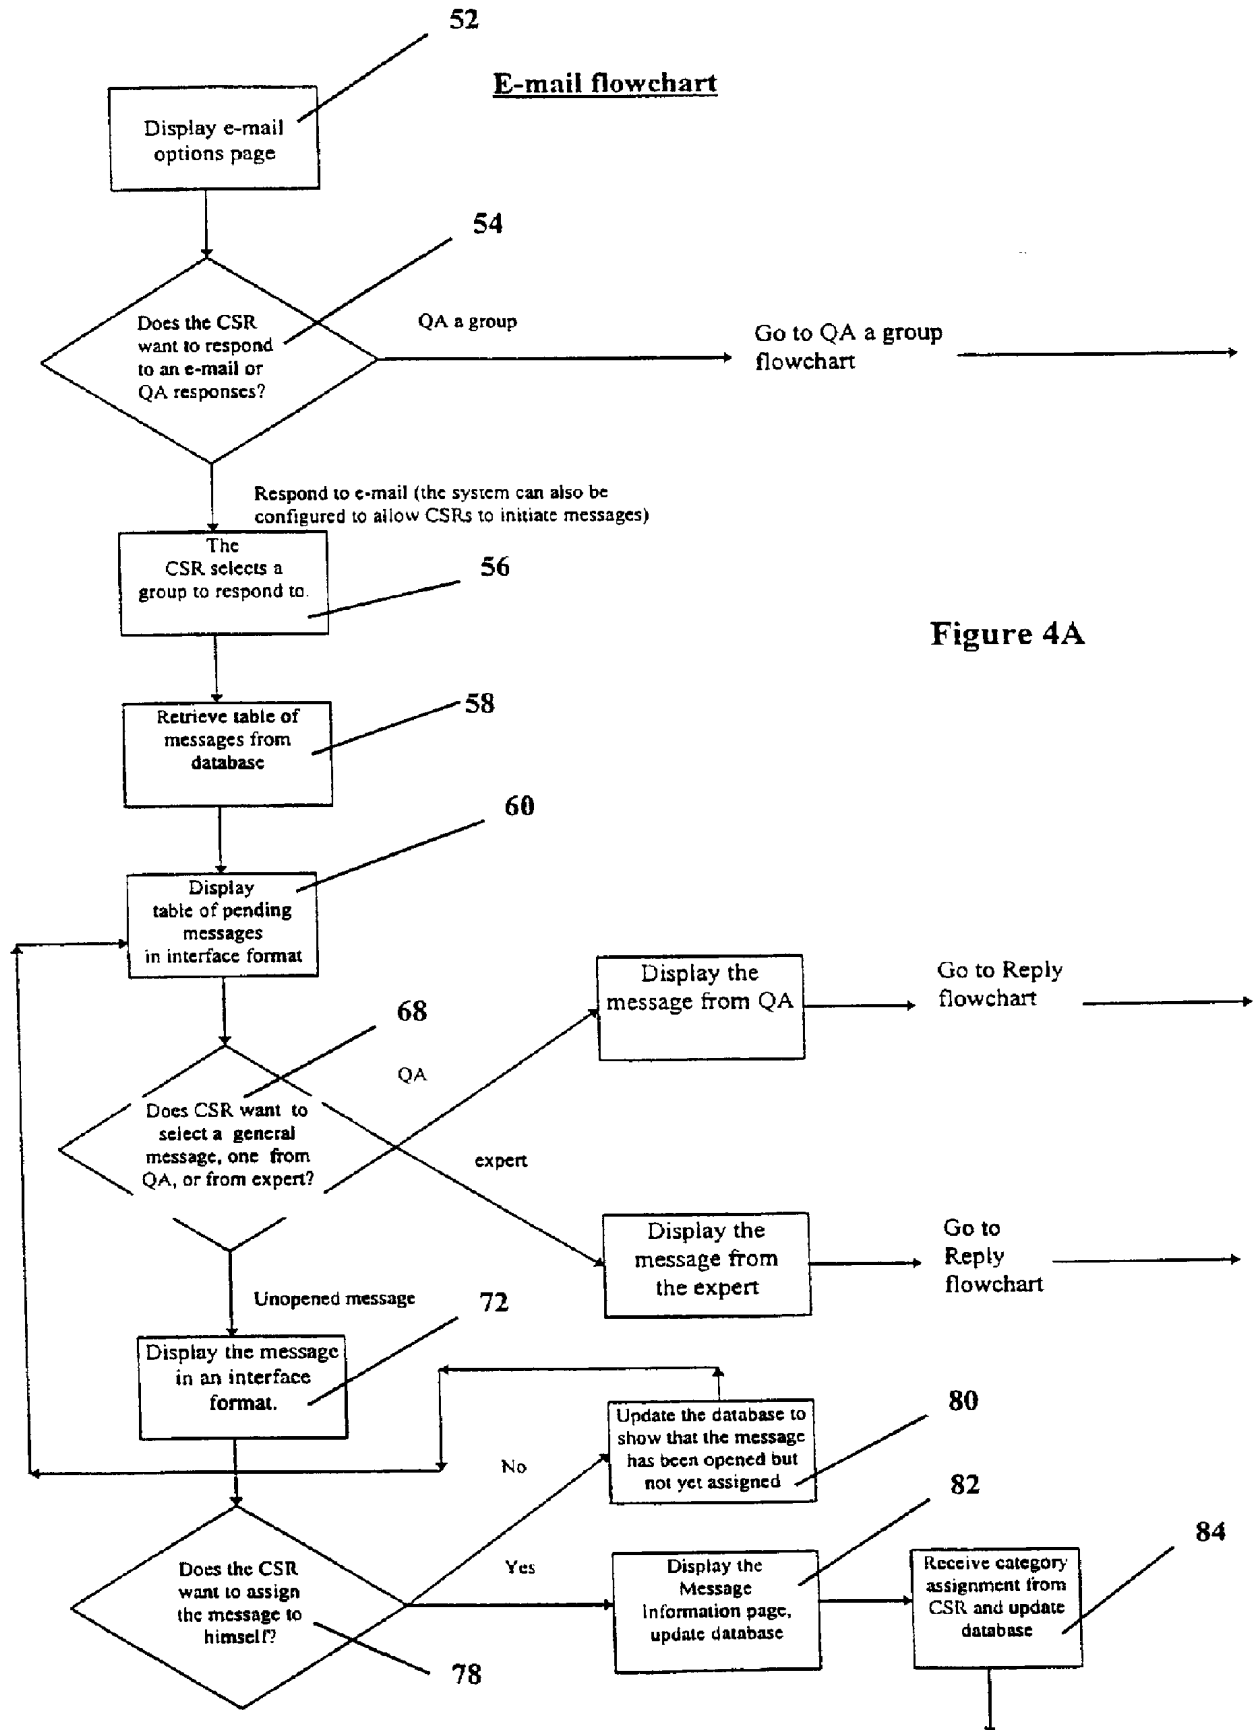 52
E-mail flowchart
Display e-mail
options page
54
Does the CSR
want to respond
to an e-mail or
QA responses?
QA a group
Go to QA a group
flowchart
Respond to e-mail (the system can also be
configured to allow CSRs to initiate messages)
The
CSR selects a
group to respond to.
56
Figure 4A
Retrieve table of
messages from
database
58
60
Display
table of pending
messages
in interface format
Display the
message from QA
Go to Reply
flowchart
68
QA
Does CSR want to
select a general
message, one from
QA, or from expert?
expert
Display the
message from
the expert
Go to
Reply
flowchart
Unopened message
72
Display the message
in an interface
format.
Update the database to
show that the message
has been opened but
not yet assigned
80
No
82
Does the CSR
want to assign
the message to
himself?
Yes
Display the
Message
Information page,
update database
84
Receive category
assignment from
CSR and update
database
78